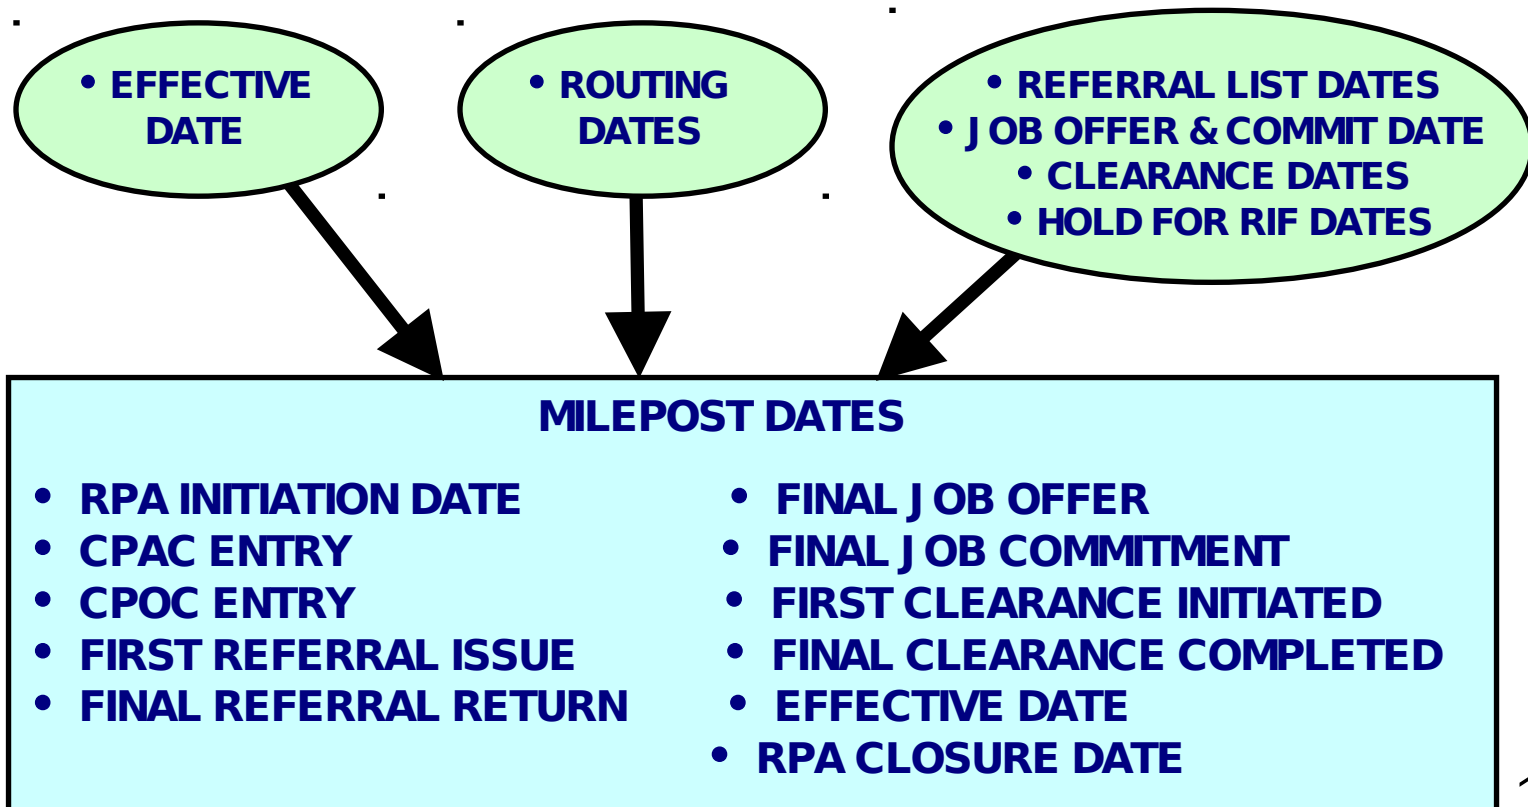 • EFFECTIVE
DATE
• ROUTING
DATES
• REFERRAL LIST DATES
• JOB OFFER & COMMIT DATE
• CLEARANCE DATES
• HOLD FOR RIF DATES
MILEPOST DATES
• RPA INITIATION DATE
• CPAC ENTRY
• CPOC ENTRY
• FIRST REFERRAL ISSUE
• FINAL REFERRAL RETURN
• FINAL JOB OFFER
• FINAL JOB COMMITMENT
• FIRST CLEARANCE INITIATED
• FINAL CLEARANCE COMPLETED
• EFFECTIVE DATE
• RPA CLOSURE DATE